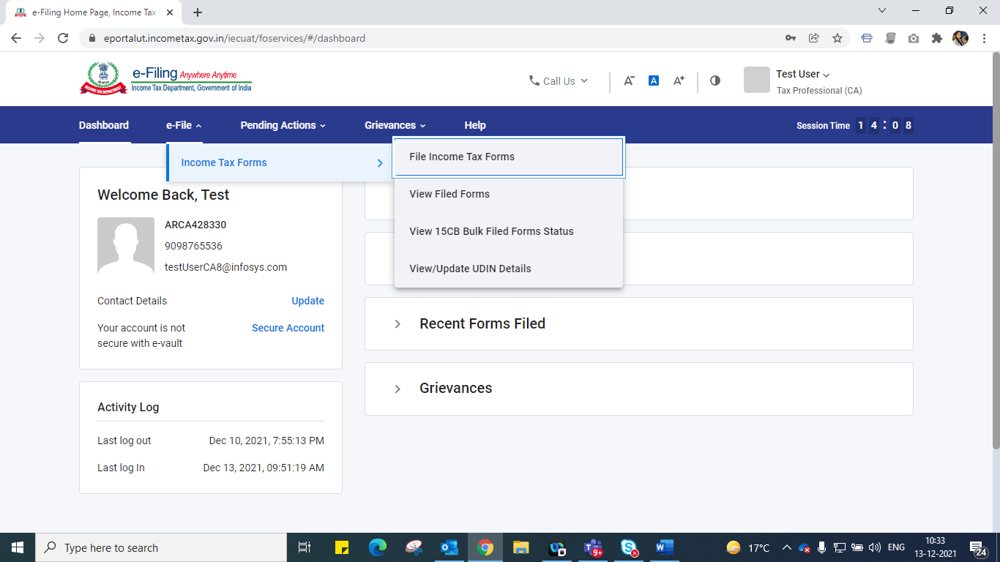 e-Filing Home Page, Income Tax
eportalut.incometax.gov.in/iecuat/foservices/#/dashboard
e-Filing Anywhere Anytime
Income Tax Department, Government of India
INCOME TAX DEPARTMENT
Call Us
A-
A
A+
Test User
Tax Professional (CA)
Dashboard
e-File
Pending Actions
Grievances
Help
Session Time 1 4 : 0 8
Income Tax Forms
File Income Tax Forms
View Filed Forms
View 15CB Bulk Filed Forms Status
View/Update UDIN Details
Welcome Back, Test
ARCA428330
9098765536
testUserCA8@infosys.com
Contact Details
Update
Your account is not
secure with e-vault
Secure Account
Recent Forms Filed
Grievances
Activity Log
Last log out Dec 10, 2021, 7:55:13 PM
Last log In Dec 13, 2021, 09:51:19 AM
Type here to search
9+
17°C
ENG
10:33
13-12-2021
24